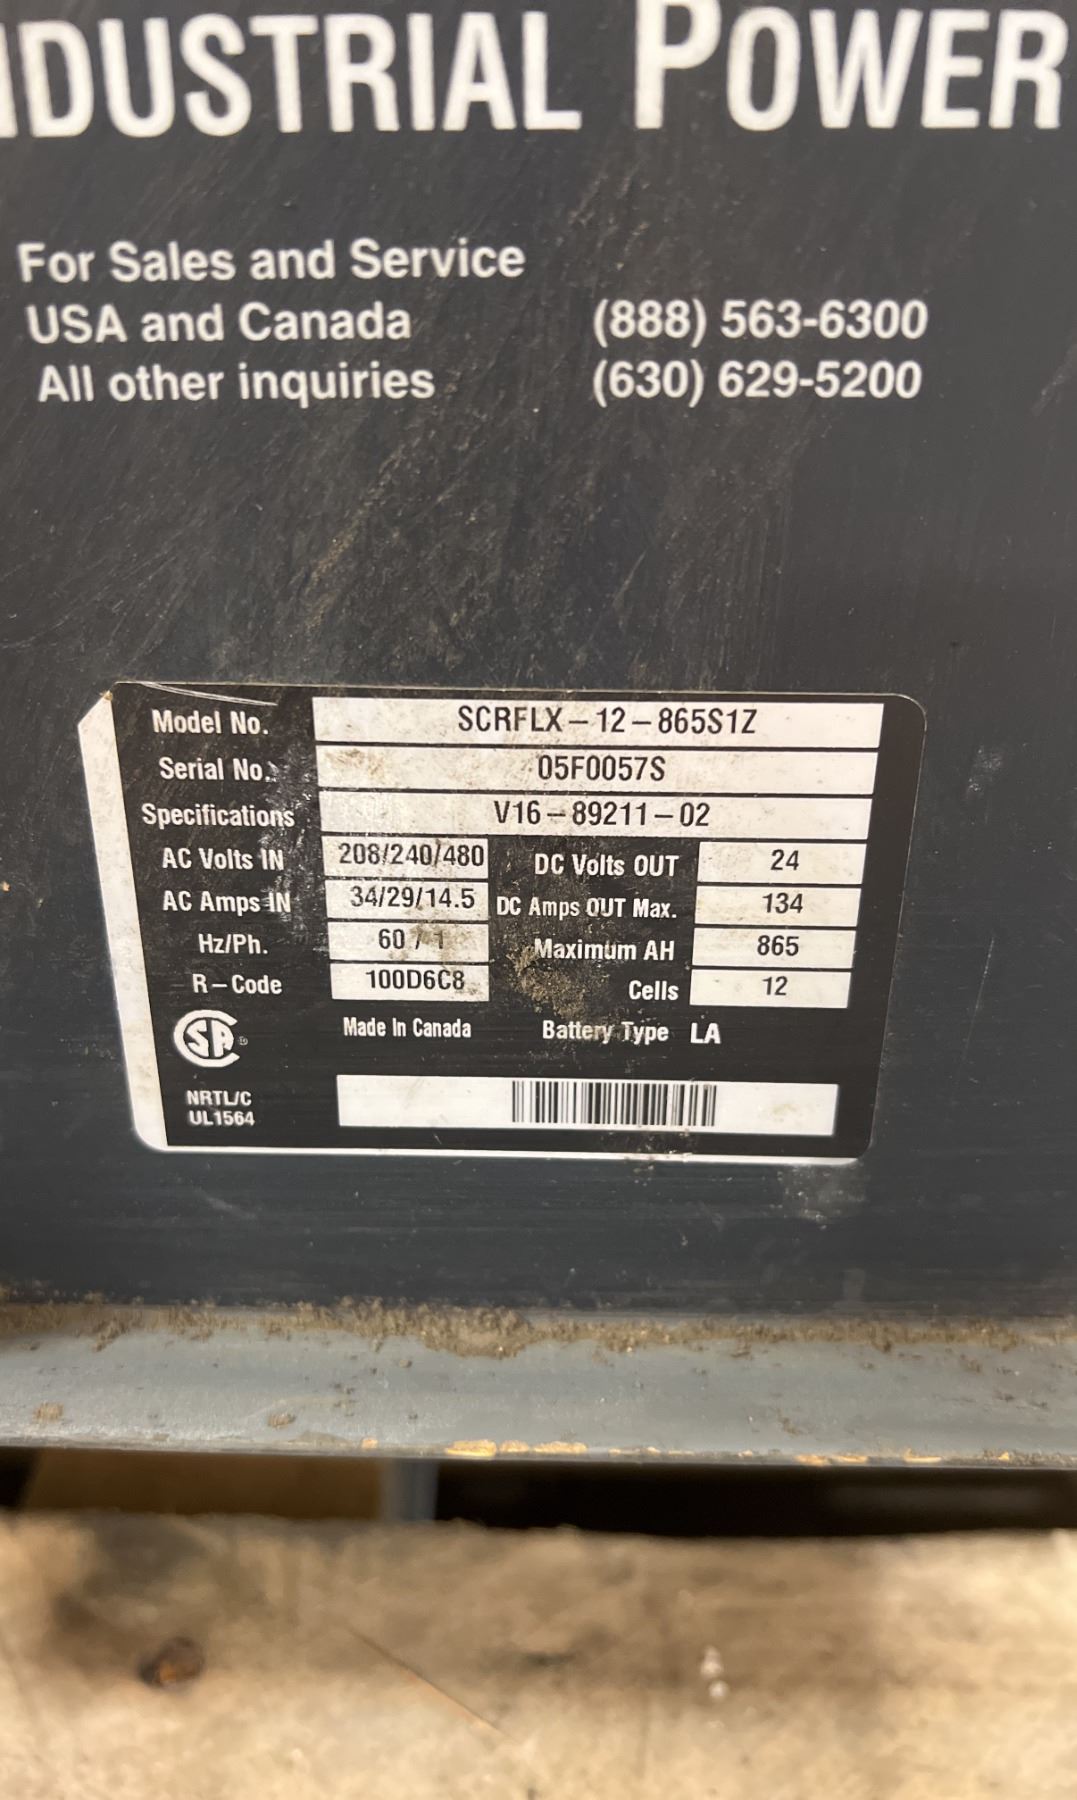 INDUSTRIAL POWER
For Sales and Service
USA and Canada (888) 563-6300
All other inquiries (630) 629-5200
Model No. SCRFLX-12-865S1Z
Serial No. 05F0057S
Specifications V16-89211-02
AC Volts IN 208/240/480 DC Volts OUT 24
AC Amps IN 34/29/14.5 DC Amps OUT Max. 134
Hz/Ph. 60 / 1 Maximum AH 865
R-Code 100D6C8 Cells 12
SA ®
Made In Canada Battery Type LA
NRTL/C
UL1564